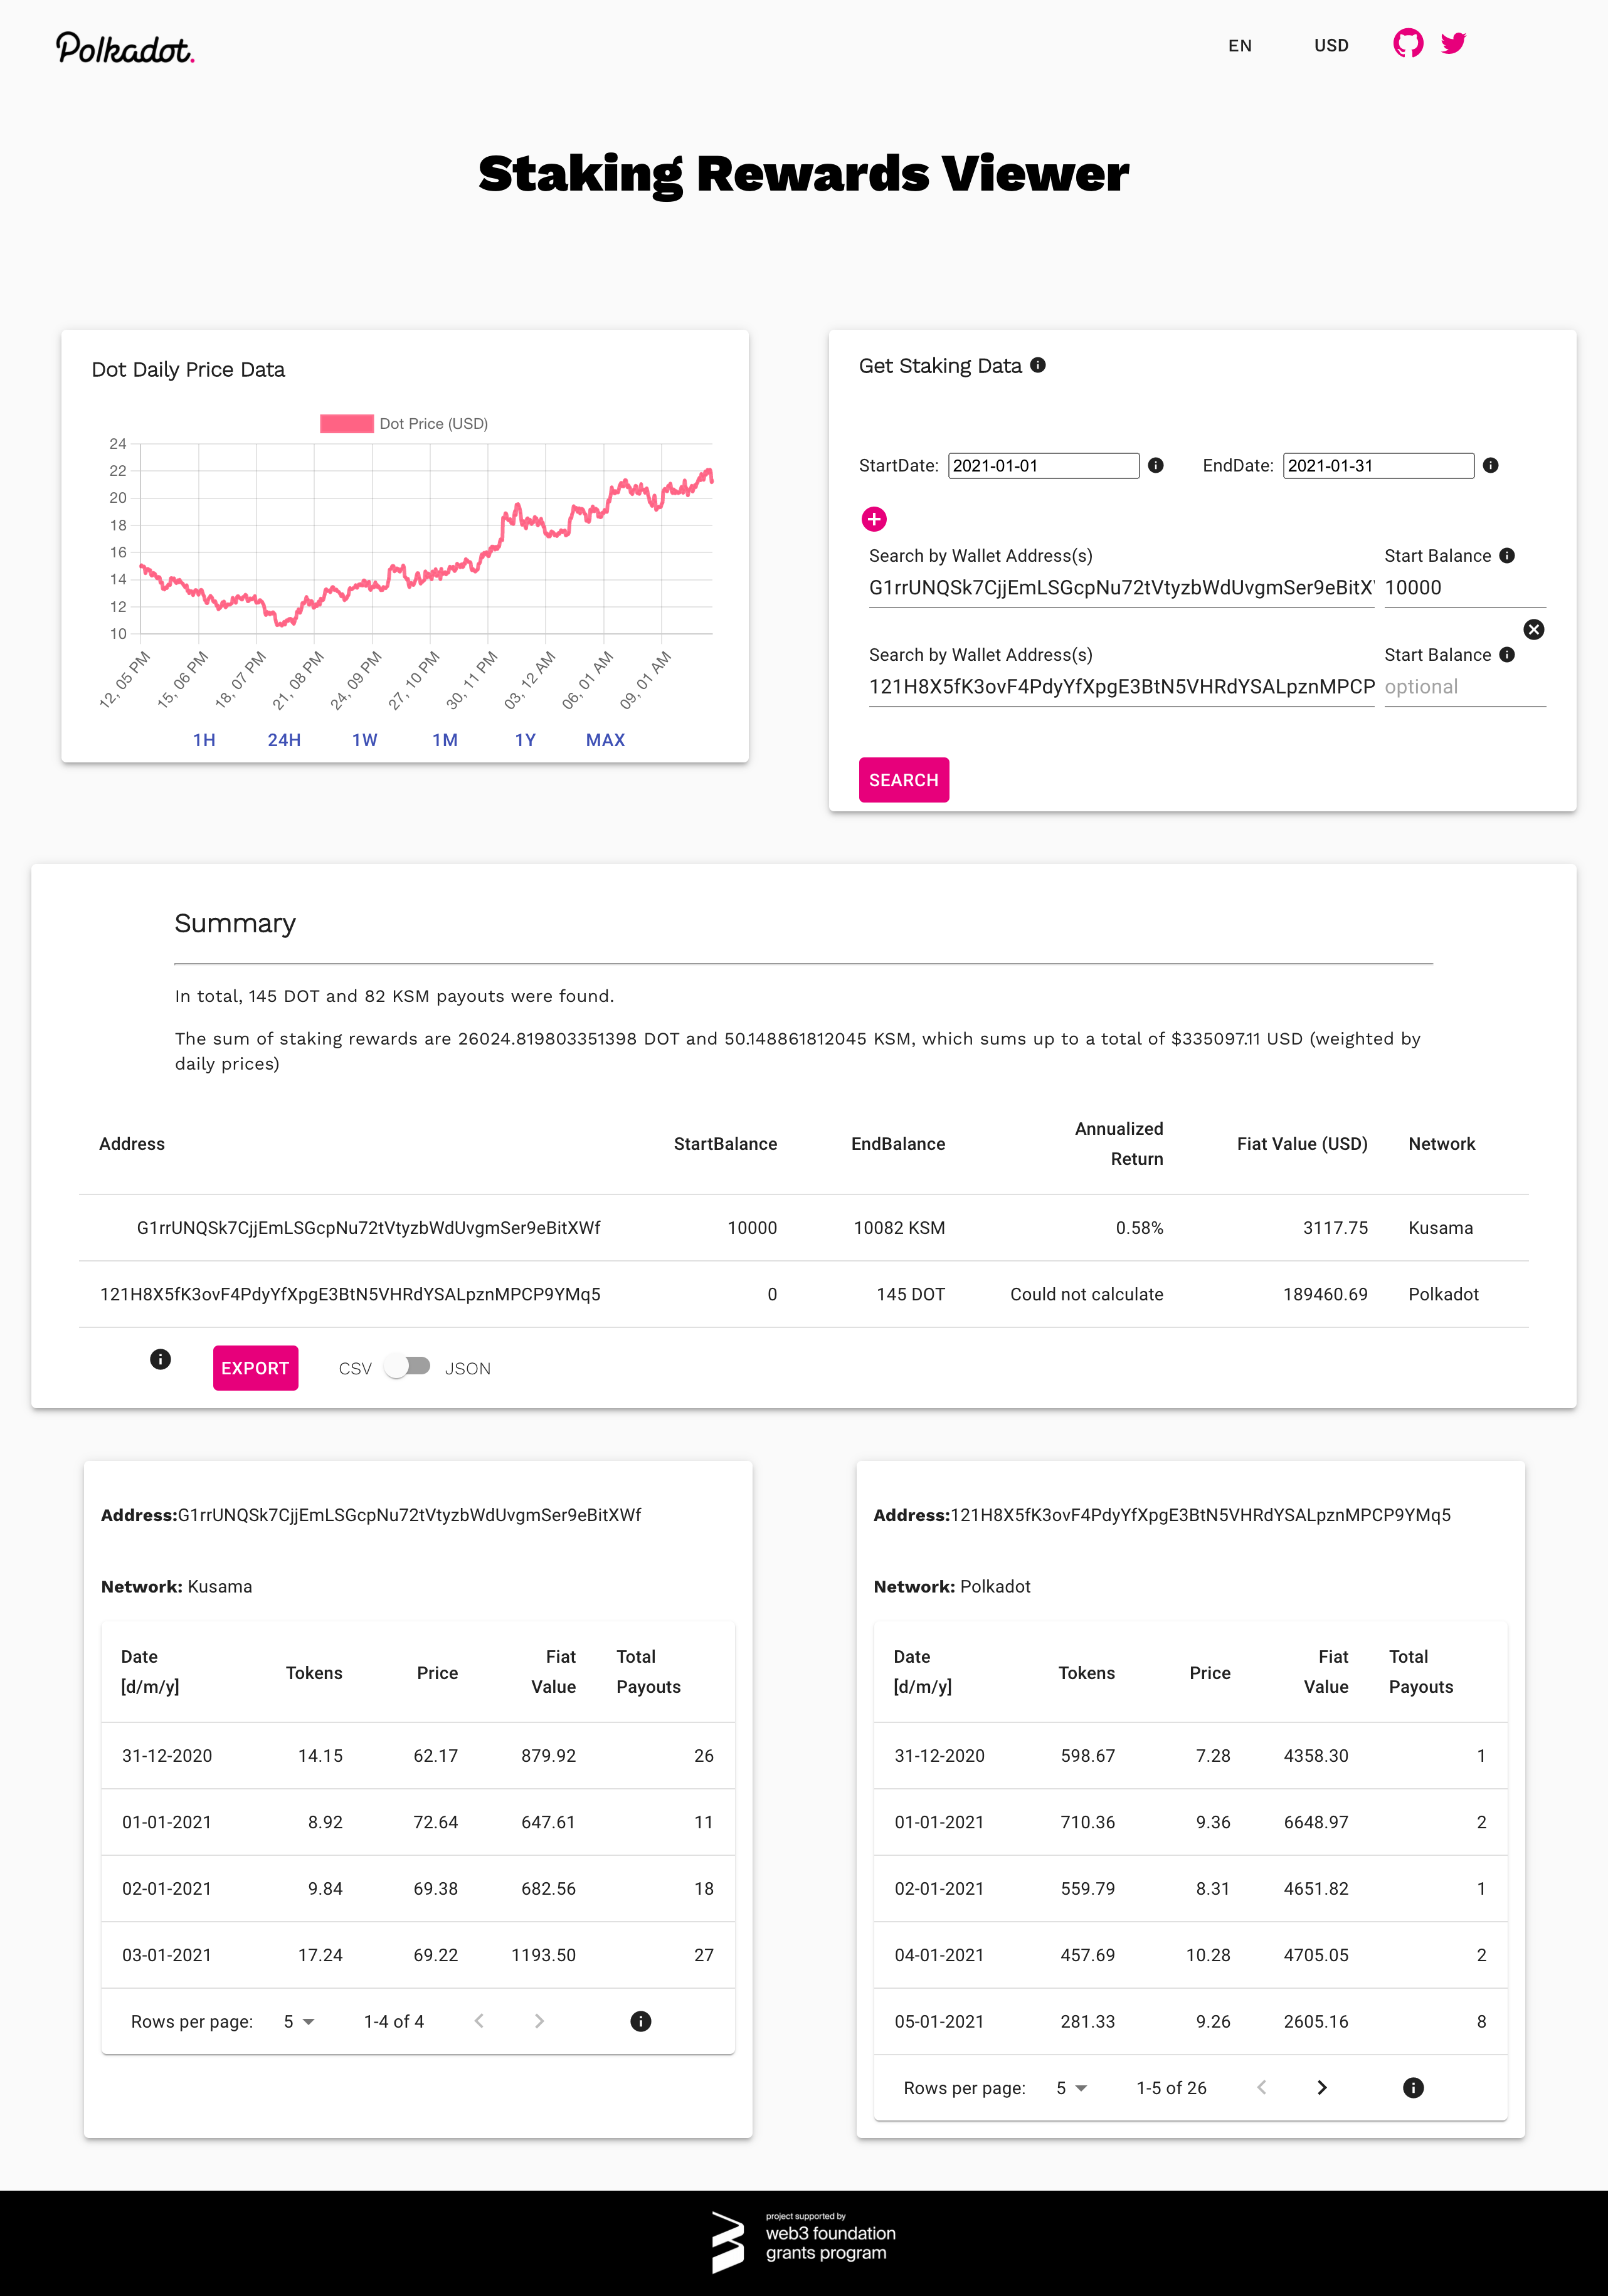 Polkadot.
EN USD
Staking Rewards Viewer
Dot Daily Price Data
Dot Price (USD)
24
22
20
18
16
14
12
10
12, 05 PM
15, 06 PM
18, 07 PM
21, 08 PM
24, 09 PM
27, 10 PM
30, 11 PM
03, 12 AM
06, 01 AM
09, 01 AM
1H 24H 1W 1M 1Y MAX
Get Staking Data
StartDate: 2021-01-01 EndDate: 2021-01-31
Search by Wallet Address(s) Start Balance
G1rrUNQSk7CjjEmLSGcpNu72tVtyzbWdUvgmSer9eBitX 10000
Search by Wallet Address(s) Start Balance
121H8X5fK3ovF4PdyYfXpgE3BtN5VHRdYSALpznMPCP optional
SEARCH
Summary
In total, 145 DOT and 82 KSM payouts were found.
The sum of staking rewards are 26024.819803351398 DOT and 50.148861812045 KSM, which sums up to a total of $335097.11 USD (weighted by
daily prices)
Address StartBalance EndBalance Annualized Return Fiat Value (USD) Network
G1rrUNQSk7CjjEmLSGcpNu72tVtyzbWdUvgmSer9eBitXWf 10000 10082 KSM 0.58% 3117.75 Kusama
121H8X5fK3ovF4PdyYfXpgE3BtN5VHRdYSALpznMPCP9YMq5 0 145 DOT Could not calculate 189460.69 Polkadot
EXPORT CSV JSON
Address:G1rrUNQSk7CjjEmLSGcpNu72tVtyzbWdUvgmSer9eBitXWf
Network: Kusama
Date [d/m/y] Tokens Price Fiat Value Total Payouts
31-12-2020 14.15 62.17 879.92 26
01-01-2021 8.92 72.64 647.61 11
02-01-2021 9.84 69.38 682.56 18
03-01-2021 17.24 69.22 1193.50 27
Rows per page: 5 1-4 of 4
Address:121H8X5fK3ovF4PdyYfXpgE3BtN5VHRdYSALpznMPCP9YMq5
Network: Polkadot
Date [d/m/y] Tokens Price Fiat Value Total Payouts
31-12-2020 598.67 7.28 4358.30 1
01-01-2021 710.36 9.36 6648.97 2
02-01-2021 559.79 8.31 4651.82 1
04-01-2021 457.69 10.28 4705.05 2
05-01-2021 281.33 9.26 2605.16 8
Rows per page: 5 1-5 of 26
project supported by
web3 foundation
grants program